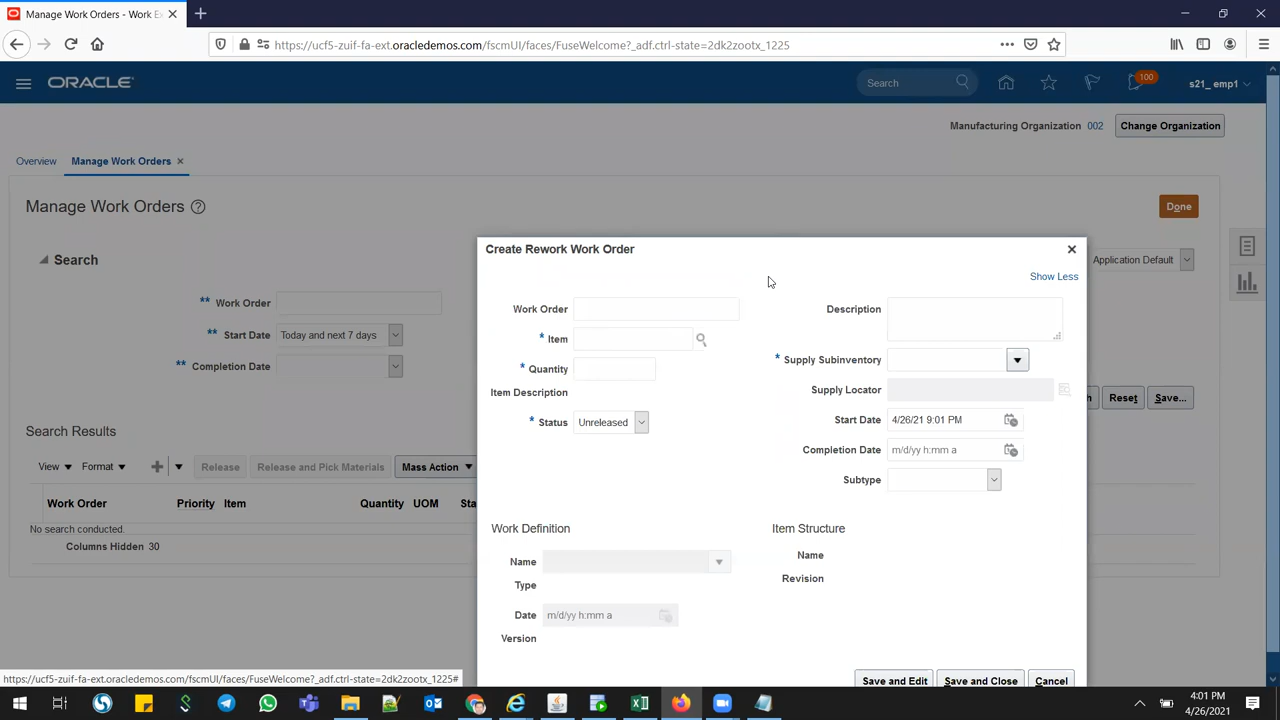 Manage Work Orders - Work Ex
https://ucf5-zuif-fa-ext.oracledemos.com/fscmUI/faces/FuseWelcome?_adf.ctrl-state=2dk2zootx_1225
ORACLE
Search
100
s21_ emp1
Manufacturing Organization 002 Change Organization
Overview Manage Work Orders
Manage Work Orders
Done
Search
Application Default
** Work Order
** Start Date Today and next 7 days
** Completion Date
h Reset Save...
Search Results
View Format Release Release and Pick Materials Mass Action
Work Order Priority Item Quantity UOM Sta
No search conducted.
Columns Hidden 30
Create Rework Work Order
Show Less
Work Order
* Item
* Quantity
Item Description
* Status Unreleased
Description
* Supply Subinventory
Supply Locator
Start Date 4/26/21 9:01 PM
Completion Date m/d/yy h:mm a
Subtype
Work Definition
Name
Type
Date m/d/yy h:mm a
Version
Item Structure
Name
Revision
Save and Edit Save and Close Cancel
https://ucf5-zuif-fa-ext.oracledemos.com/fscmUI/faces/FuseWelcome?_adf.ctrl-state=2dk2zootx_1225#
4:01 PM
4/26/2021